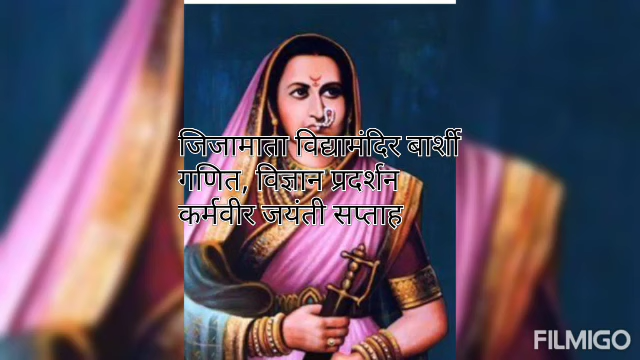 जिजामाता विद्यामंदिर बार्शी
गणित, विज्ञान प्रदर्शन
कर्मवीर जयंती सप्ताह
FILMIGO